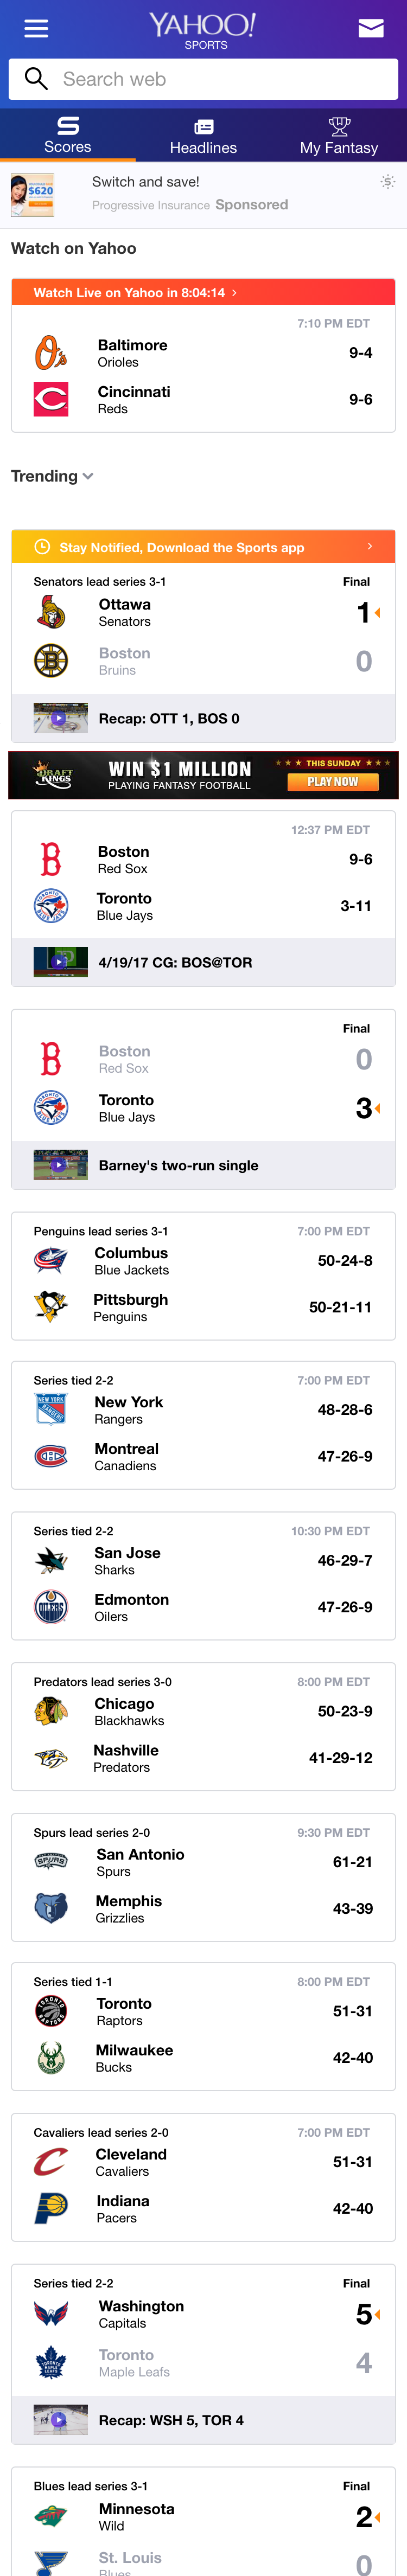 YAHOO!
SPORTS
Search web
Scores
Headlines
My Fantasy
$620
Switch and save!
Progressive Insurance Sponsored
Watch on Yahoo
Watch Live on Yahoo in 8:04:14 >
7:10 PM EDT
Baltimore
Orioles
9-4
Cincinnati
Reds
9-6
Trending
Stay Notified, Download the Sports app >
Senators lead series 3-1
Final
Ottawa
Senators
1
Boston
Bruins
0
Recap: OTT 1, BOS 0
DRAFT KINGS
WIN $1 MILLION
PLAYING FANTASY FOOTBALL
THIS SUNDAY
PLAY NOW
12:37 PM EDT
Boston
Red Sox
9-6
Toronto
Blue Jays
3-11
4/19/17 CG: BOS@TOR
Final
Boston
Red Sox
0
Toronto
Blue Jays
3
Barney's two-run single
Penguins lead series 3-1
7:00 PM EDT
Columbus
Blue Jackets
50-24-8
Pittsburgh
Penguins
50-21-11
Series tied 2-2
7:00 PM EDT
NEW YORK
RANGERS
New York
Rangers
48-28-6
Montreal
Canadiens
47-26-9
Series tied 2-2
10:30 PM EDT
San Jose
Sharks
46-29-7
OILERS
Edmonton
Oilers
47-26-9
Predators lead series 3-0
8:00 PM EDT
Chicago
Blackhawks
50-23-9
Nashville
Predators
41-29-12
Spurs lead series 2-0
9:30 PM EDT
SPURS
San Antonio
Spurs
61-21
Memphis
Grizzlies
43-39
Series tied 1-1
8:00 PM EDT
Toronto
Raptors
51-31
Milwaukee
Bucks
42-40
Cavaliers lead series 2-0
7:00 PM EDT
Cleveland
Cavaliers
51-31
Indiana
Pacers
42-40
Series tied 2-2
Final
Washington
Capitals
5
Toronto
Maple Leafs
4
Recap: WSH 5, TOR 4
Blues lead series 3-1
Final
Minnesota
Wild
2
St. Louis
Blues
0